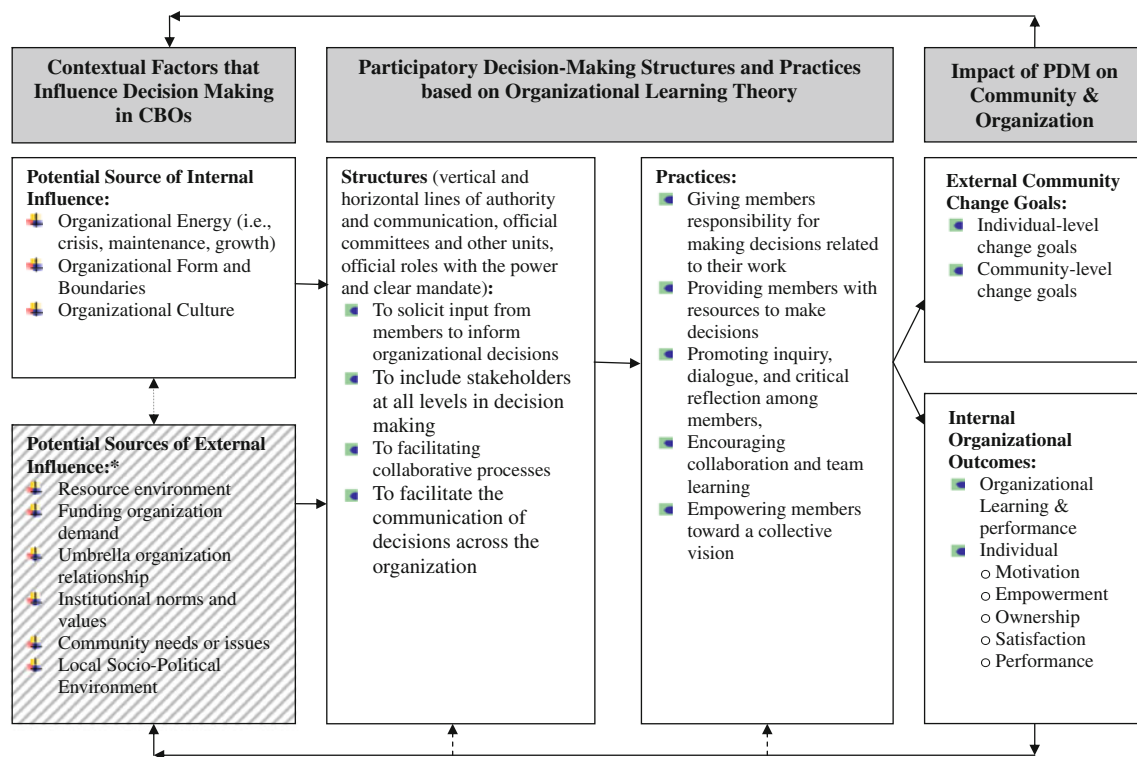 Contextual Factors that
Influence Decision Making
in CBOs
Participatory Decision-Making Structures and Practices
based on Organizational Learning Theory
Impact of PDM on
Community &
Organization
Potential Source of Internal
Influence:
Organizational Energy (i.e.,
crisis, maintenance, growth)
Organizational Form and
Boundaries
Organizational Culture
Potential Sources of External
Influence:*
Resource environment
Funding organization
demand
Umbrella organization
relationship
Institutional norms and
values
Community needs or issues
Local Socio-Political
Environment
Structures (vertical and
horizontal lines of authority
and communication, official
committees and other units,
official roles with the power
and clear mandate):
To solicit input from
members to inform
organizational decisions
To include stakeholders
at all levels in decision
making
To facilitating
collaborative processes
To facilitate the
communication of
decisions across the
organization
Practices:
Giving members
responsibility for
making decisions related
to their work
Providing members with
resources to make
decisions
Promoting inquiry,
dialogue, and critical
reflection among
members,
Encouraging
collaboration and team
learning
Empowering members
toward a collective
vision
External Community
Change Goals:
Individual-level
change goals
Community-level
change goals
Internal
Organizational
Outcomes:
Organizational
Learning &
performance
Individual
o Motivation
o Empowerment
o Ownership
o Satisfaction
o Performance